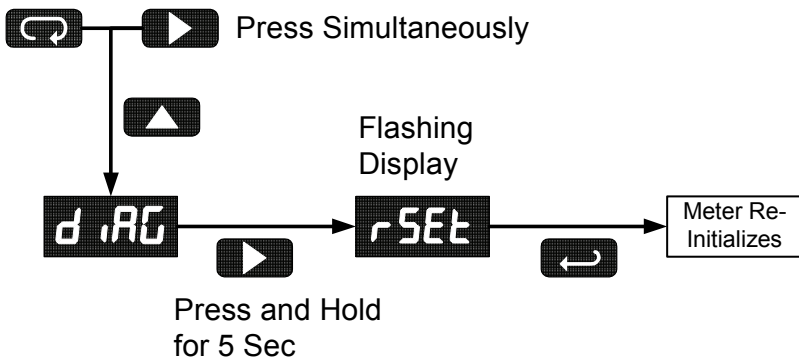 Press Simultaneously
Flashing
Display
d iAG
rSEt
Meter Re-
Initializes
Press and Hold
for 5 Sec